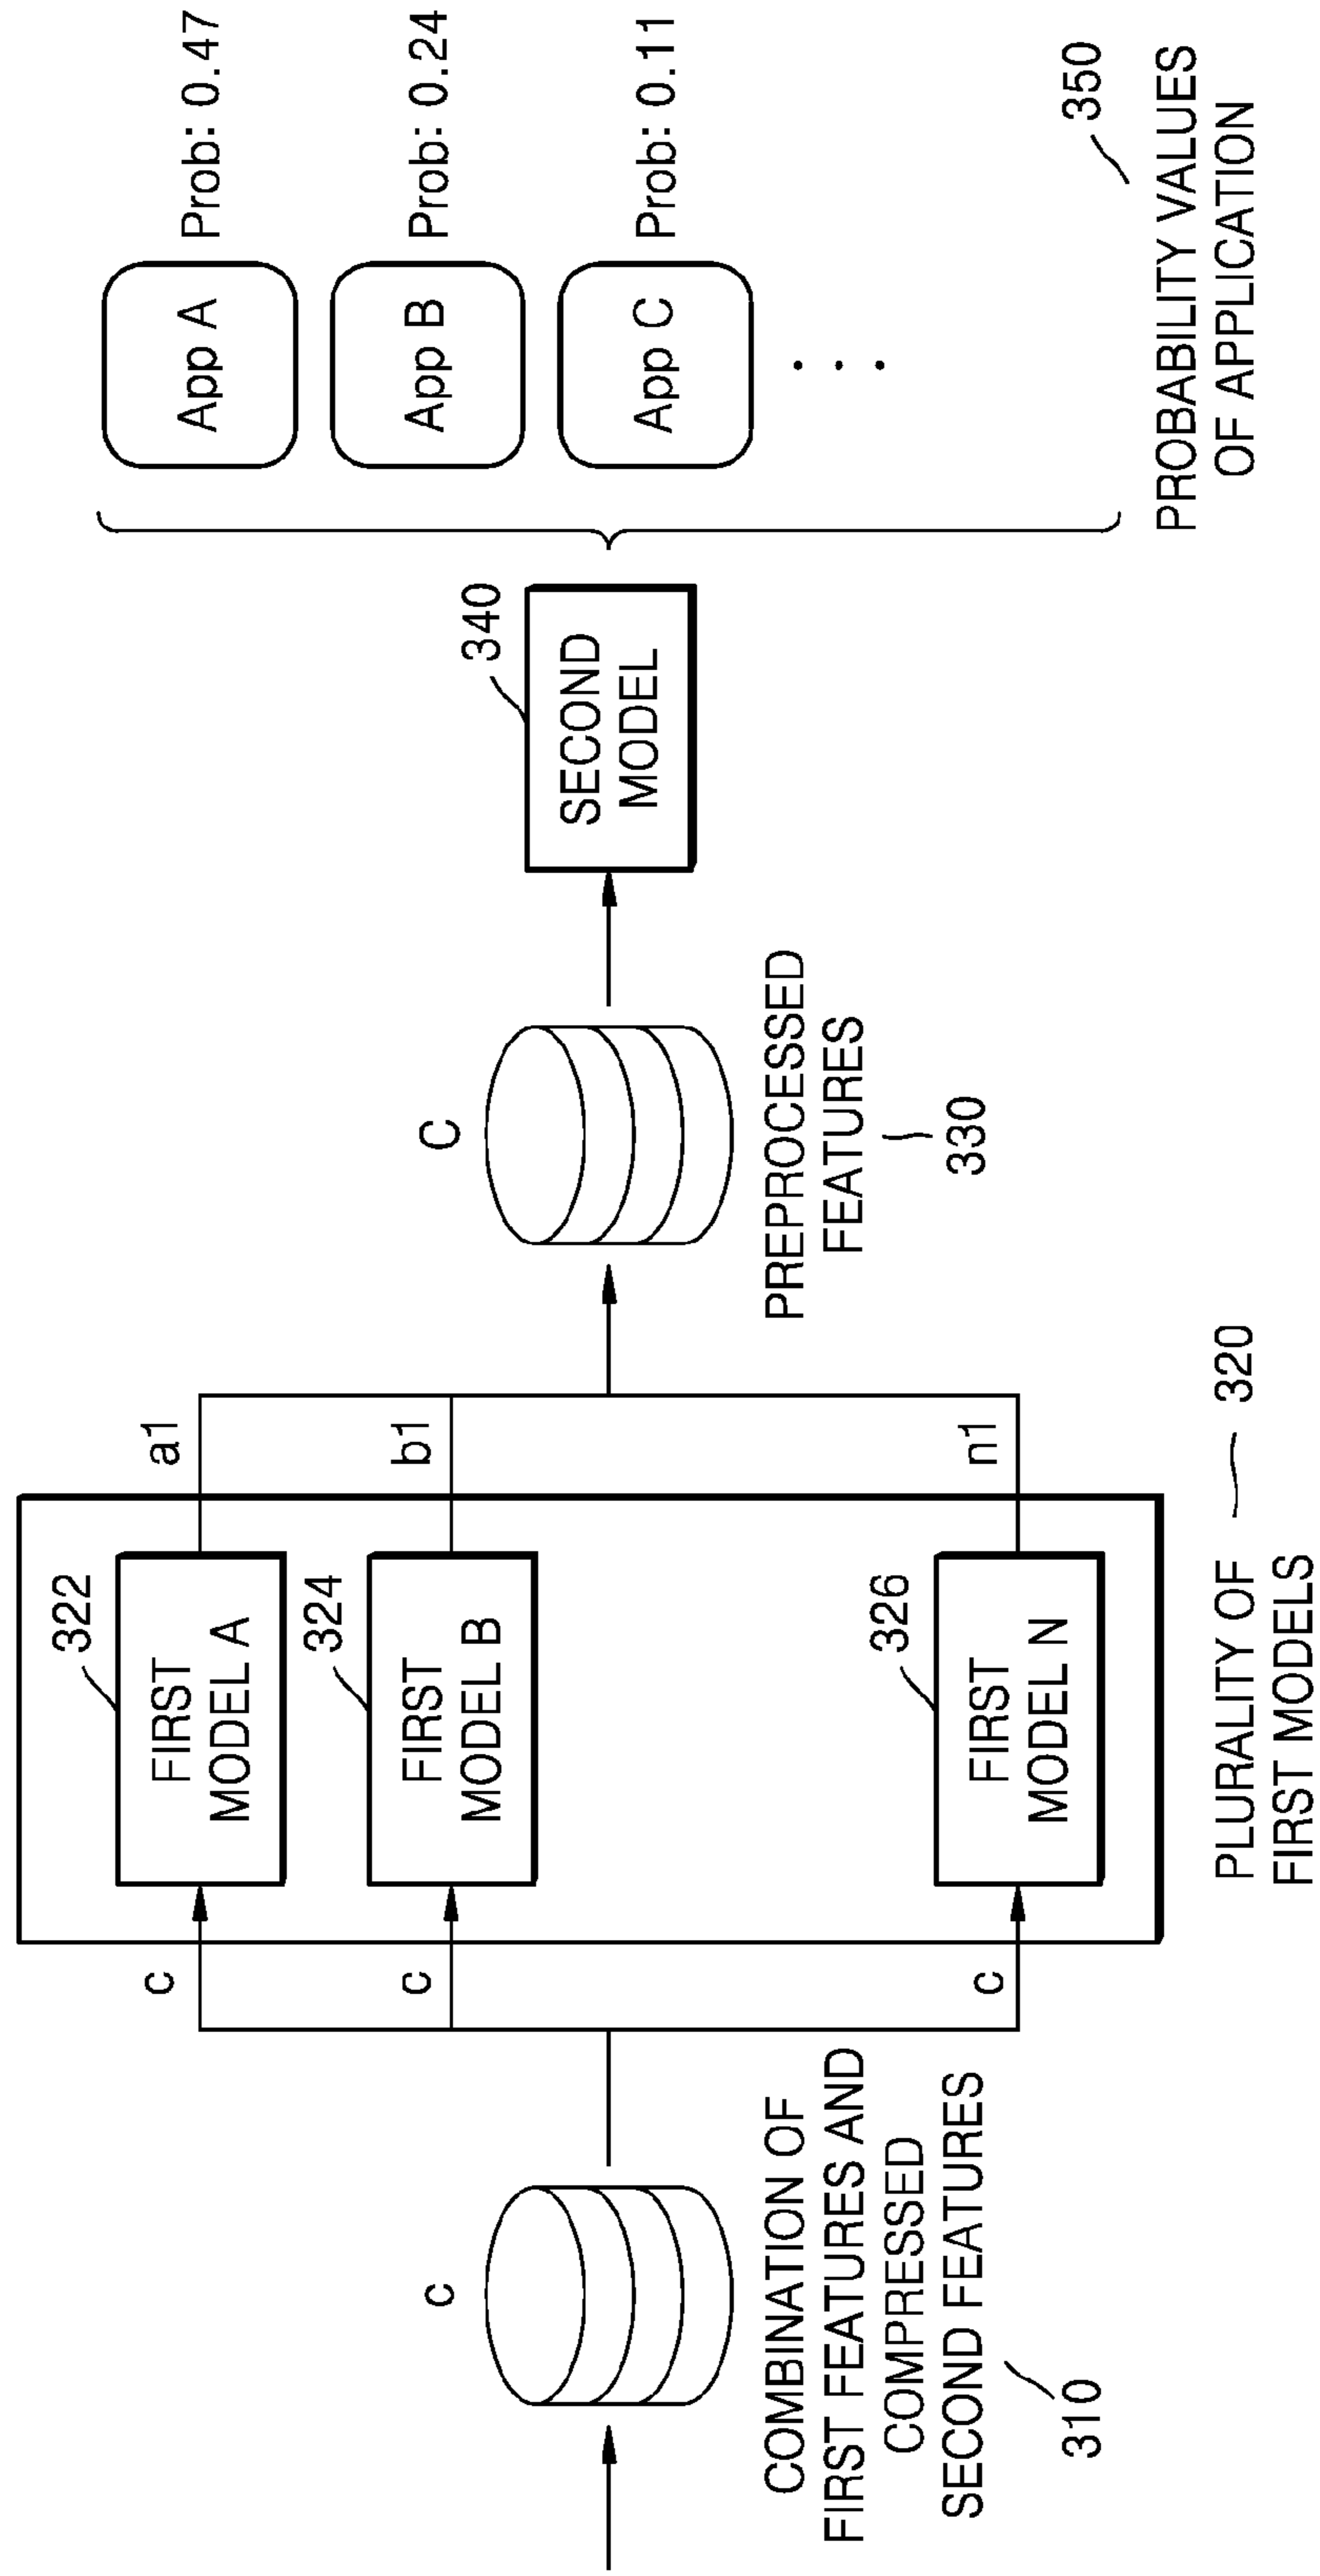 c
COMBINATION OF
FIRST FEATURES AND
COMPRESSED
SECOND FEATURES
310
c
c
c
322
FIRST
MODEL A
324
FIRST
MODEL B
326
FIRST
MODEL N
PLURALITY OF
FIRST MODELS
320
a1
b1
n1
C
PREPROCESSED
FEATURES
330
340
SECOND
MODEL
App A
Prob: 0.47
App B
Prob: 0.24
App C
Prob: 0.11
. . .
350
PROBABILITY VALUES
OF APPLICATION